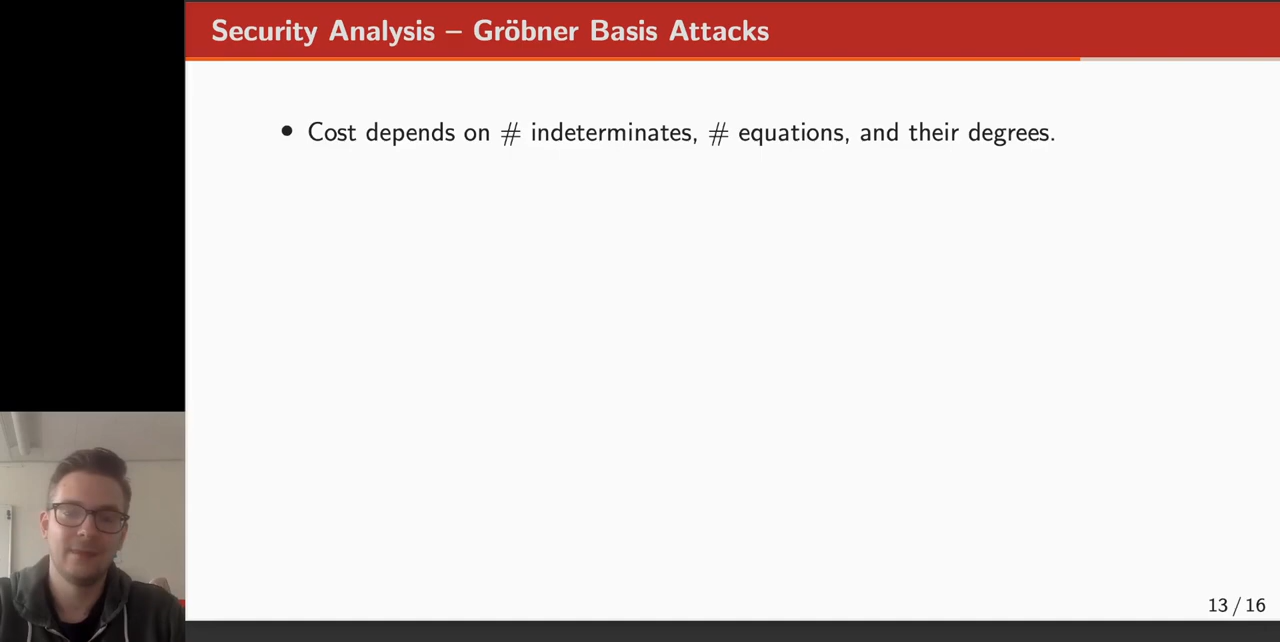 Security Analysis – Gröbner Basis Attacks
• Cost depends on # indeterminates, # equations, and their degrees.
13 / 16